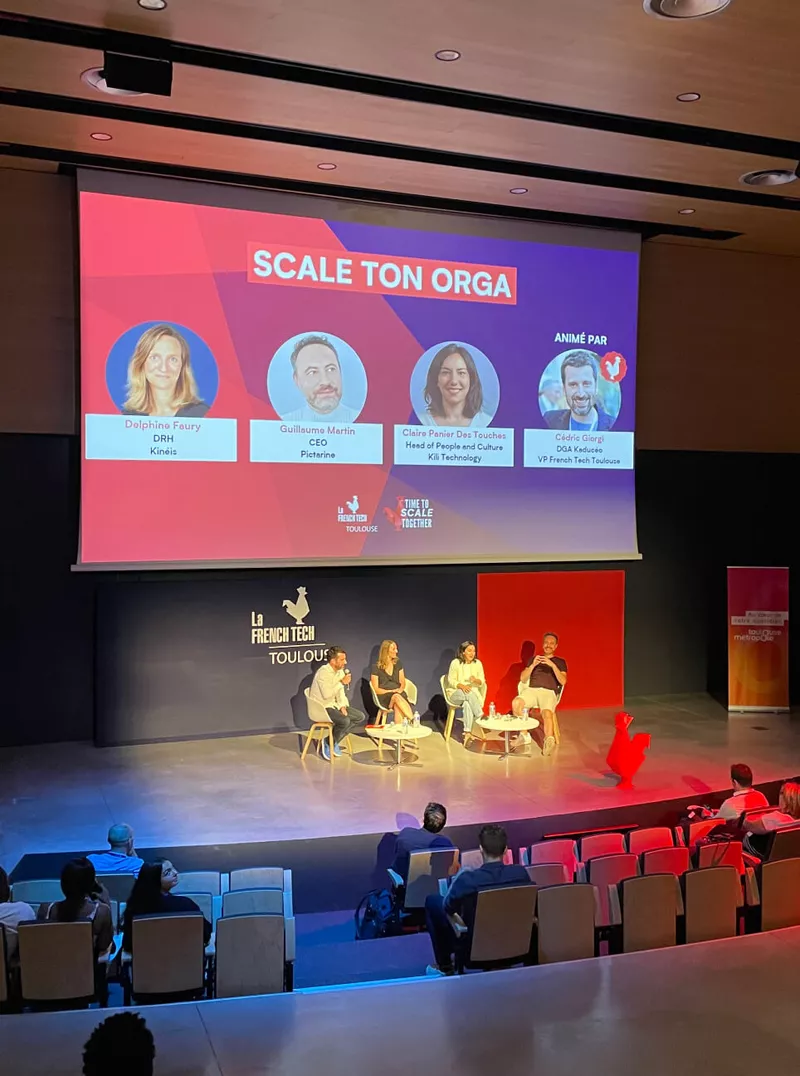 SCALE TON ORGA
Delphine Faury
DRH
Kinéis
Guillaume Martin
CEO
Pictarine
Claire Panier Des Touches
Head of People and Culture
Kili Technology
ANIMÉ PAR
Cédric Giorgi
DGA Kaducéo
VP French Tech Toulouse
La
FRENCH TECH
TOULOUSE
TIME TO
SCALE
TOGETHER
La
FRENCH TECH
TOULOUS
toulouse
métropole